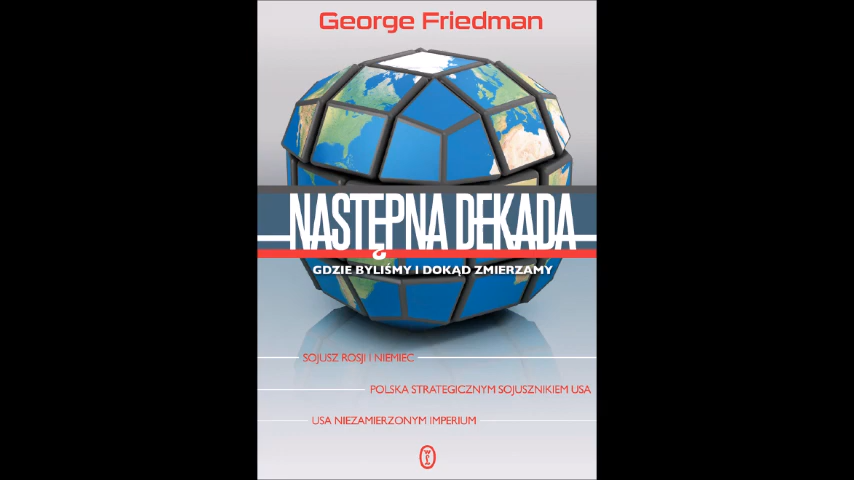 George Friedman
NASTĘPNA DEKADA
GDZIE BYLIŚMY I DOKĄD ZMIERZAMY
SOJUSZ ROSJI I NIEMIEC
POLSKA STRATEGICZNYM SOJUSZNIKIEM USA
USA NIEZAMIERZONYM IMPERIUM